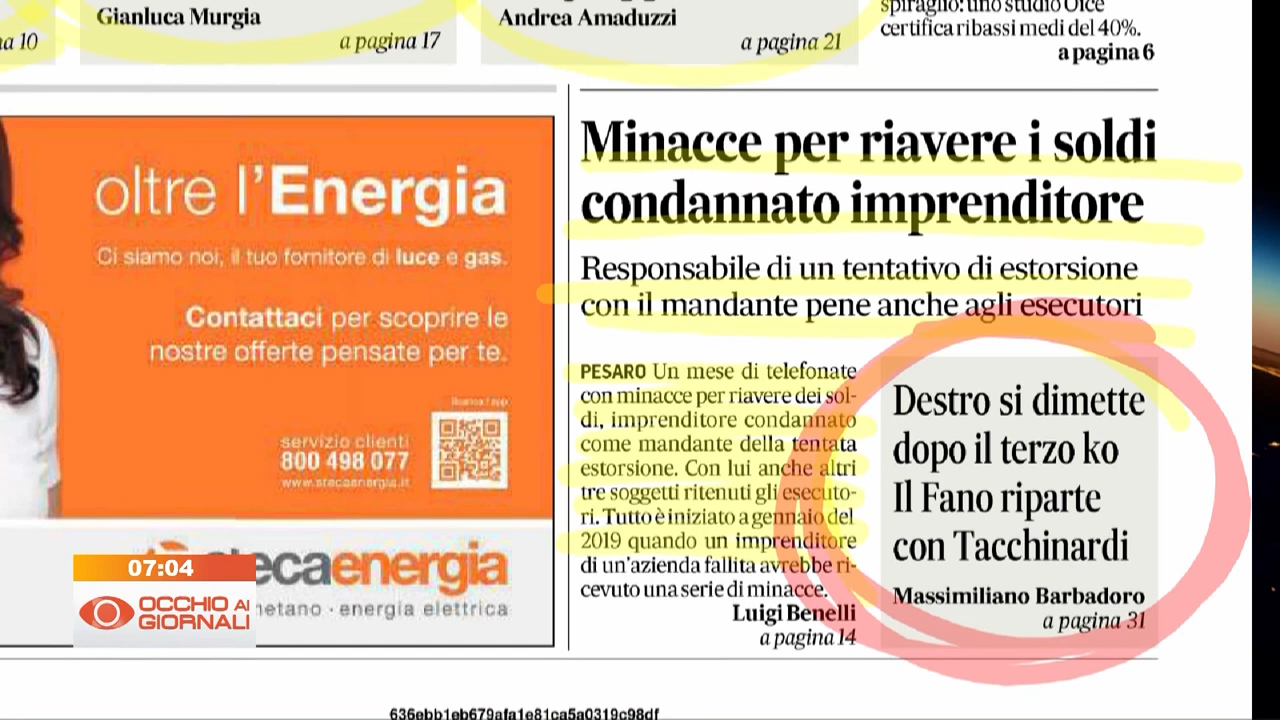 Gianluca Murgia
a pagina 17
Andrea Amaduzzi
a pagina 21
spiraglio: uno studio Oice
certifica ribassi medi del 40%.
a pagina 6
a 10
oltre l'Energia
Ci siamo noi, il tuo fornitore di luce e gas.
Contattaci per scoprire le
nostre offerte pensate per te.
servizio clienti
800 498 077
www.stecaenergia.it
stecaenergia
metano · energia elettrica
07:04
OCCHIO AI
GIORNALI
Minacce per riavere i soldi
condannato imprenditore
Responsabile di un tentativo di estorsione
con il mandante pene anche agli esecutori
PESARO Un mese di telefonate
con minacce per riavere dei sol-
di, imprenditore condannato
come mandante della tentata
estorsione. Con lui anche altri
tre soggetti ritenuti gli esecuto-
ri. Tutto è iniziato a gennaio del
2019 quando un imprenditore
di un'azienda fallita avrebbe ri-
cevuto una serie di minacce.
Luigi Benelli
a pagina 14
Destro si dimette
dopo il terzo ko
Il Fano riparte
con Tacchinardi
Massimiliano Barbadoro
a pagina 31
636ebb1eb679afa1e81ca5a0319c98df